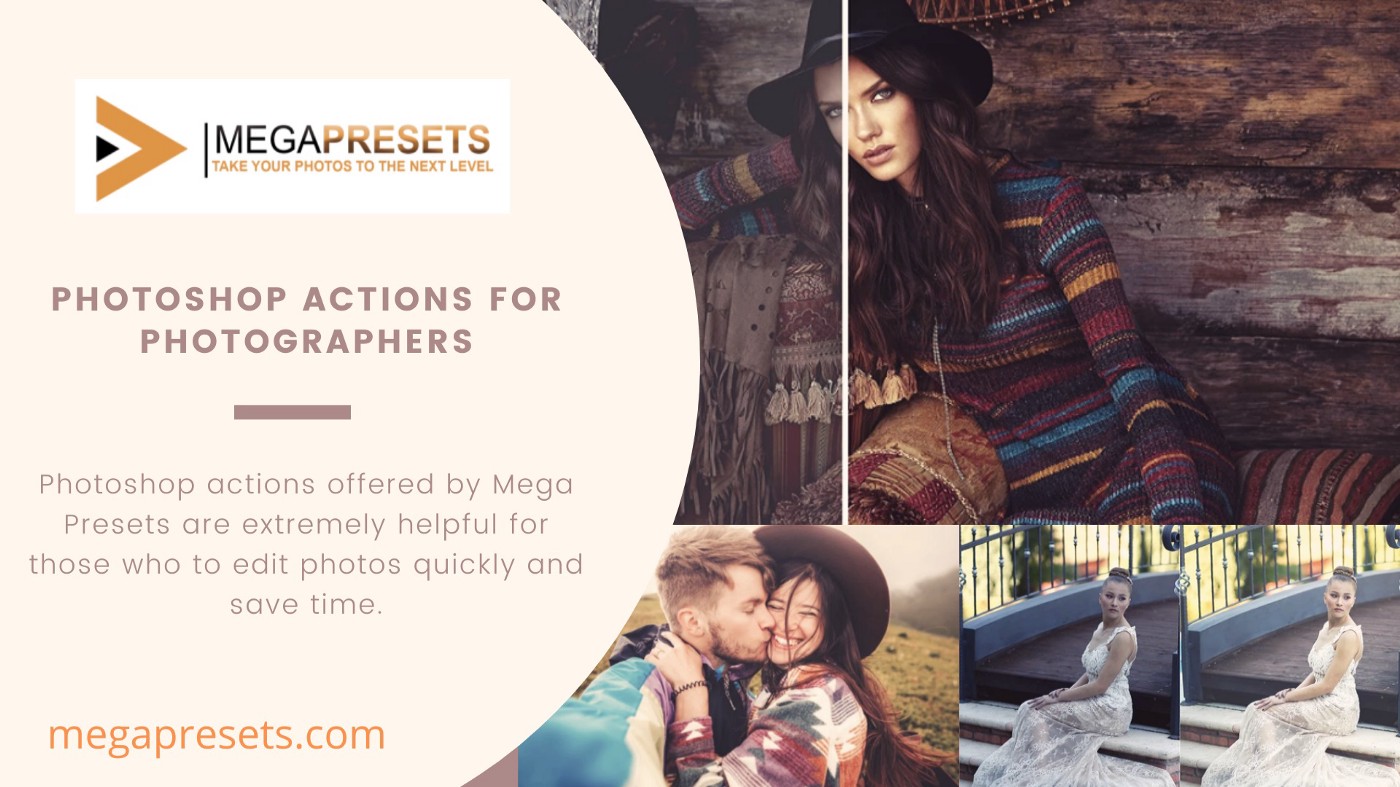 MEGAPRESETS
TAKE YOUR PHOTOS TO THE NEXT LEVEL
PHOTOSHOP ACTIONS FOR
PHOTOGRAPHERS
Photoshop actions offered by Mega
Presets are extremely helpful for
those who to edit photos quickly and
save time.
megapresets.com